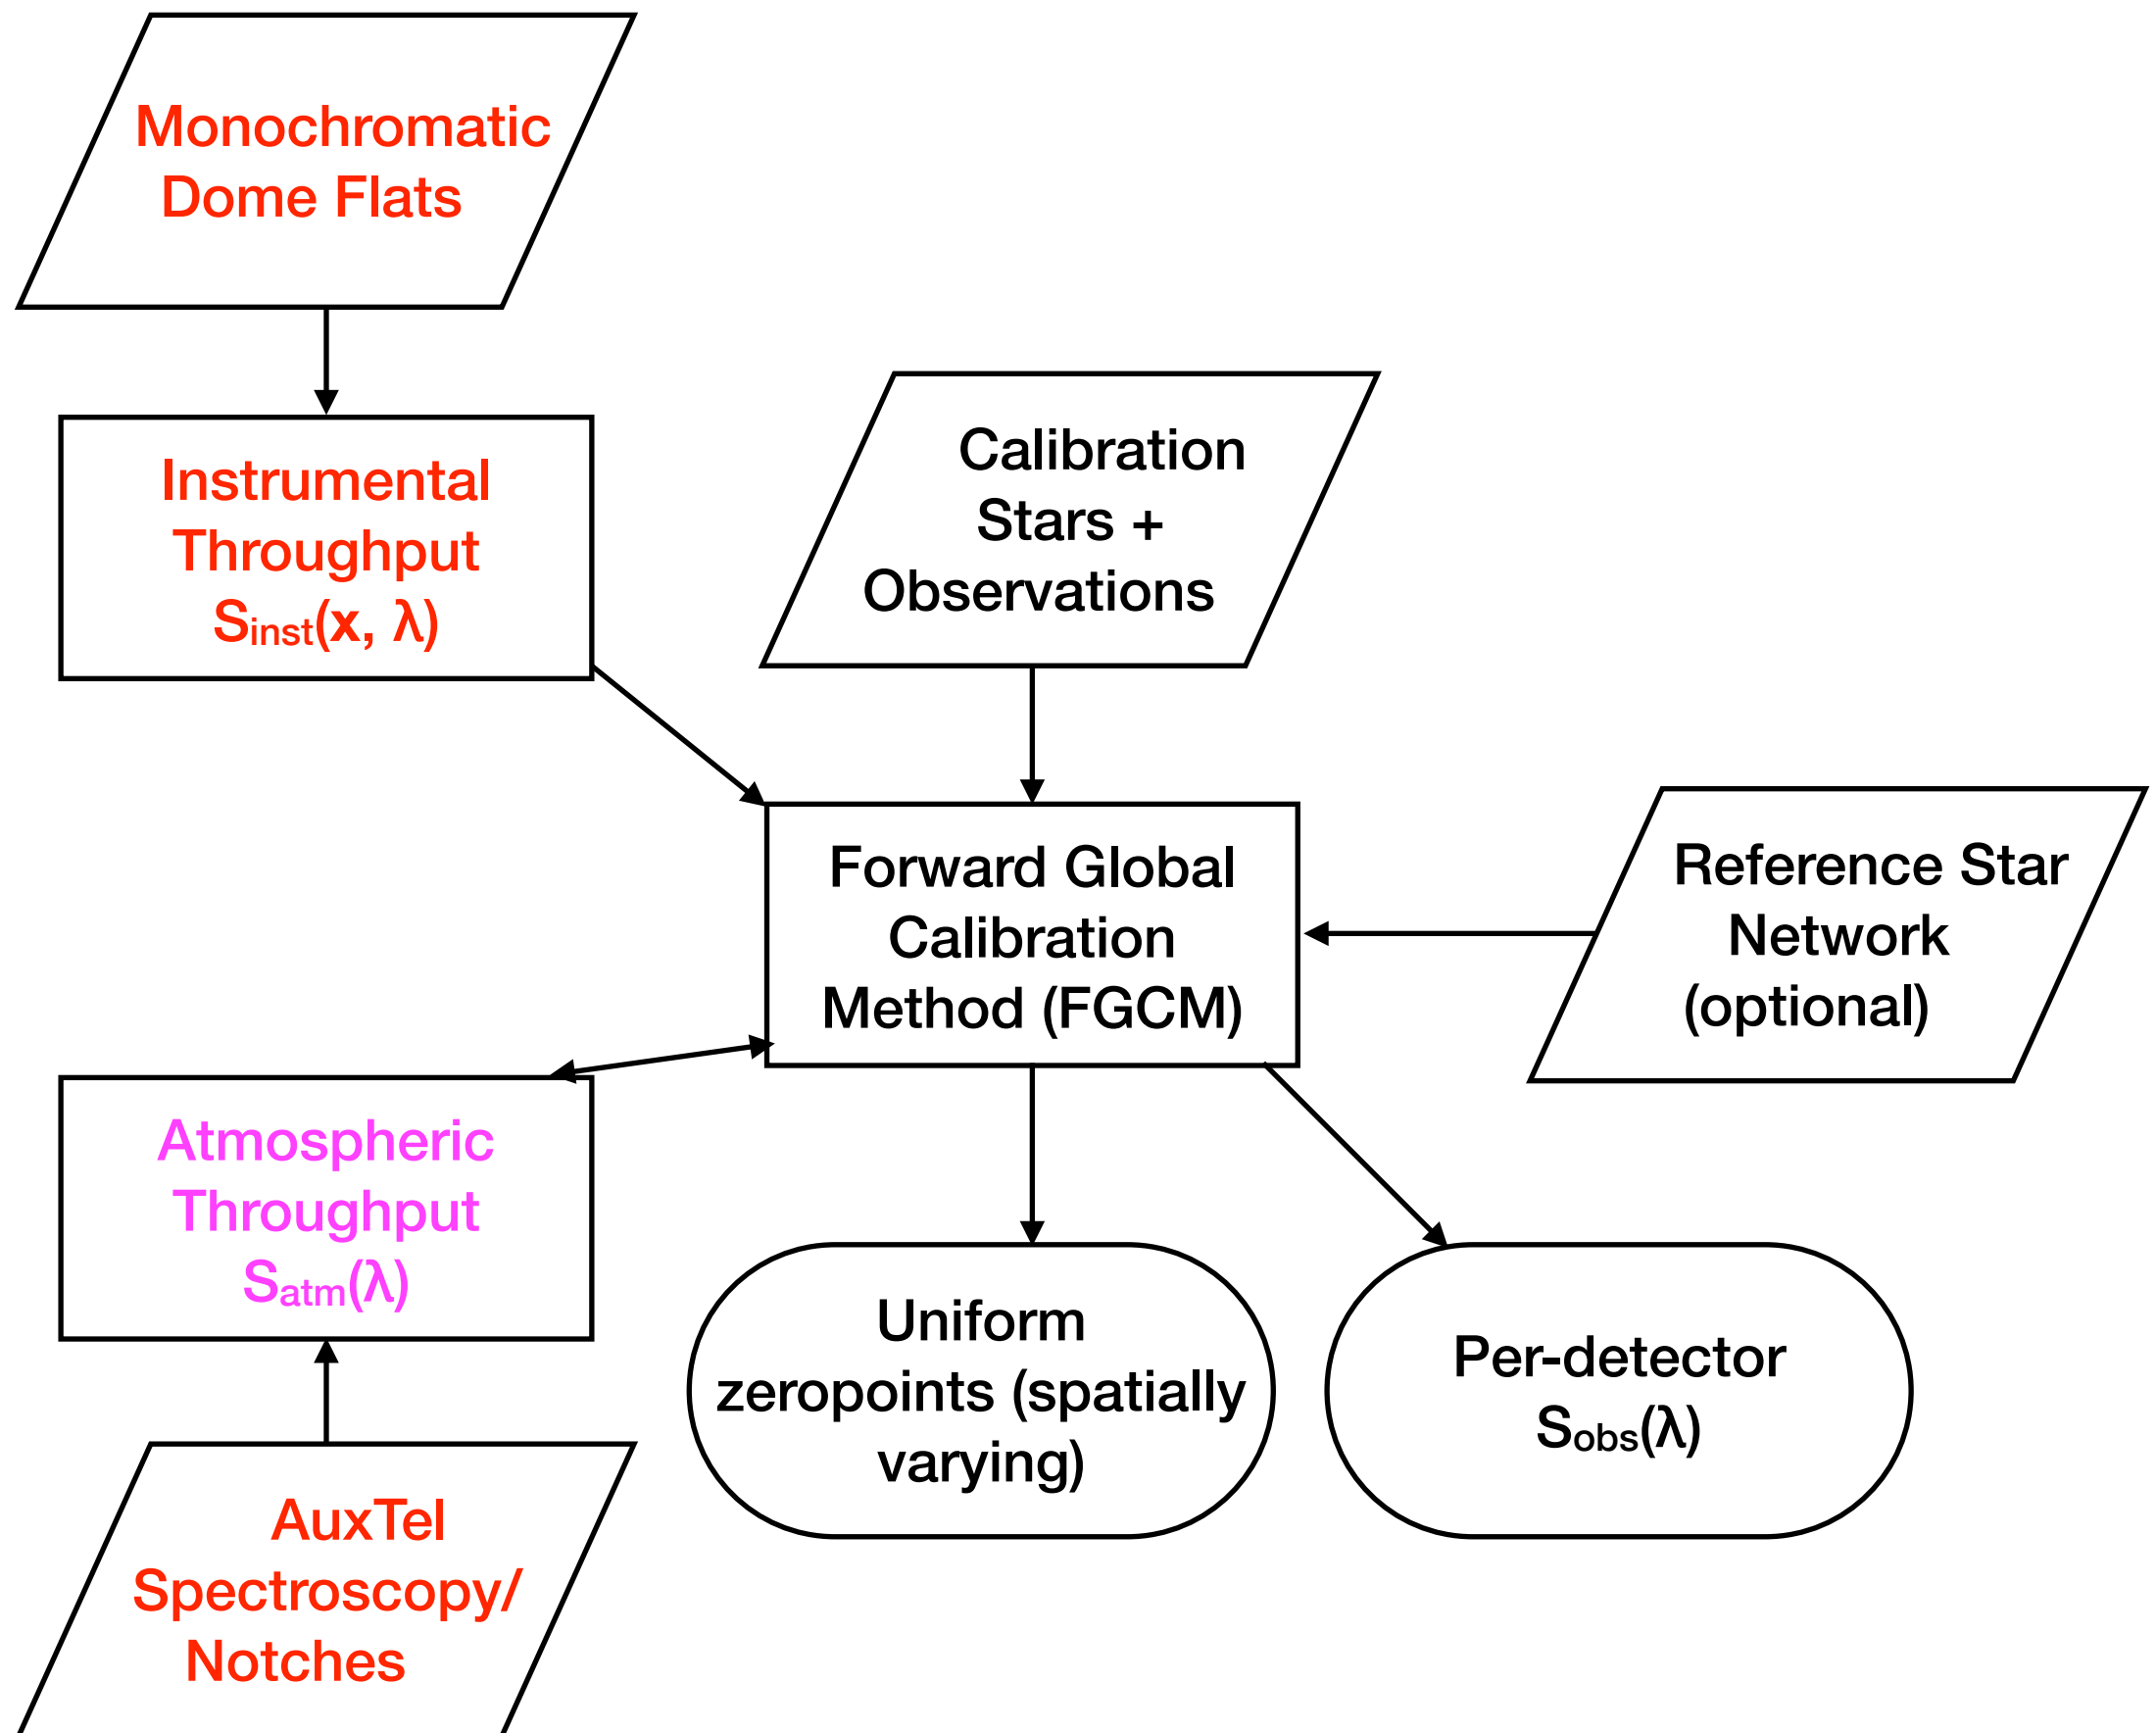 Monochromatic
Dome Flats
Instrumental
Throughput
Sinst(x, λ)
Calibration
Stars +
Observations
Forward Global
Calibration
Method (FGCM)
Reference Star
Network
(optional)
Atmospheric
Throughput
Satm(λ)
Uniform
zeropoints (spatially
varying)
Per-detector
Sobs(λ)
AuxTel
Spectroscopy/
Notches